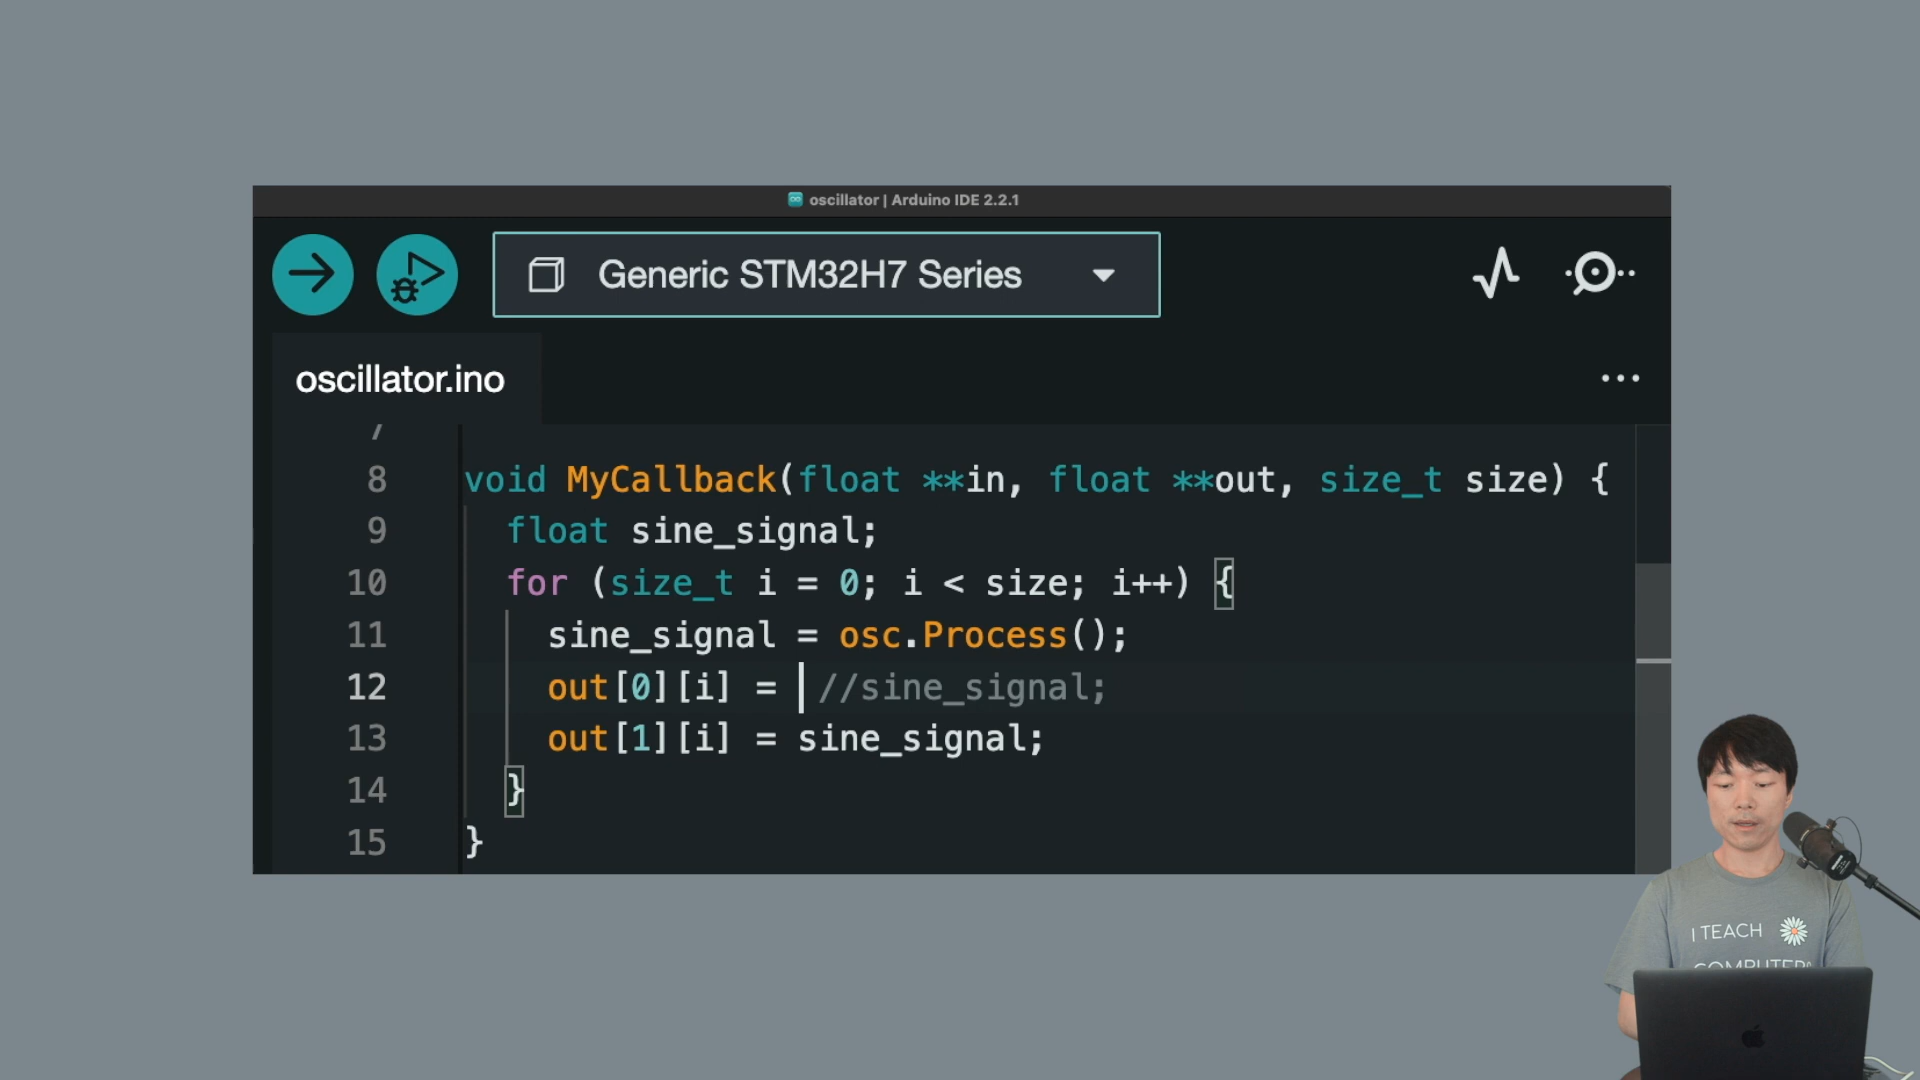 oscillator | Arduino IDE 2.2.1
Generic STM32H7 Series
oscillator.ino
7
8 void MyCallback(float **in, float **out, size_t size) {
9 float sine_signal;
10 for (size_t i = 0; i < size; i++) {
11 sine_signal = osc.Process();
12 out[0][i] = //sine_signal;
13 out[1][i] = sine_signal;
14 }
15 }
I TEACH
COMPUTERS